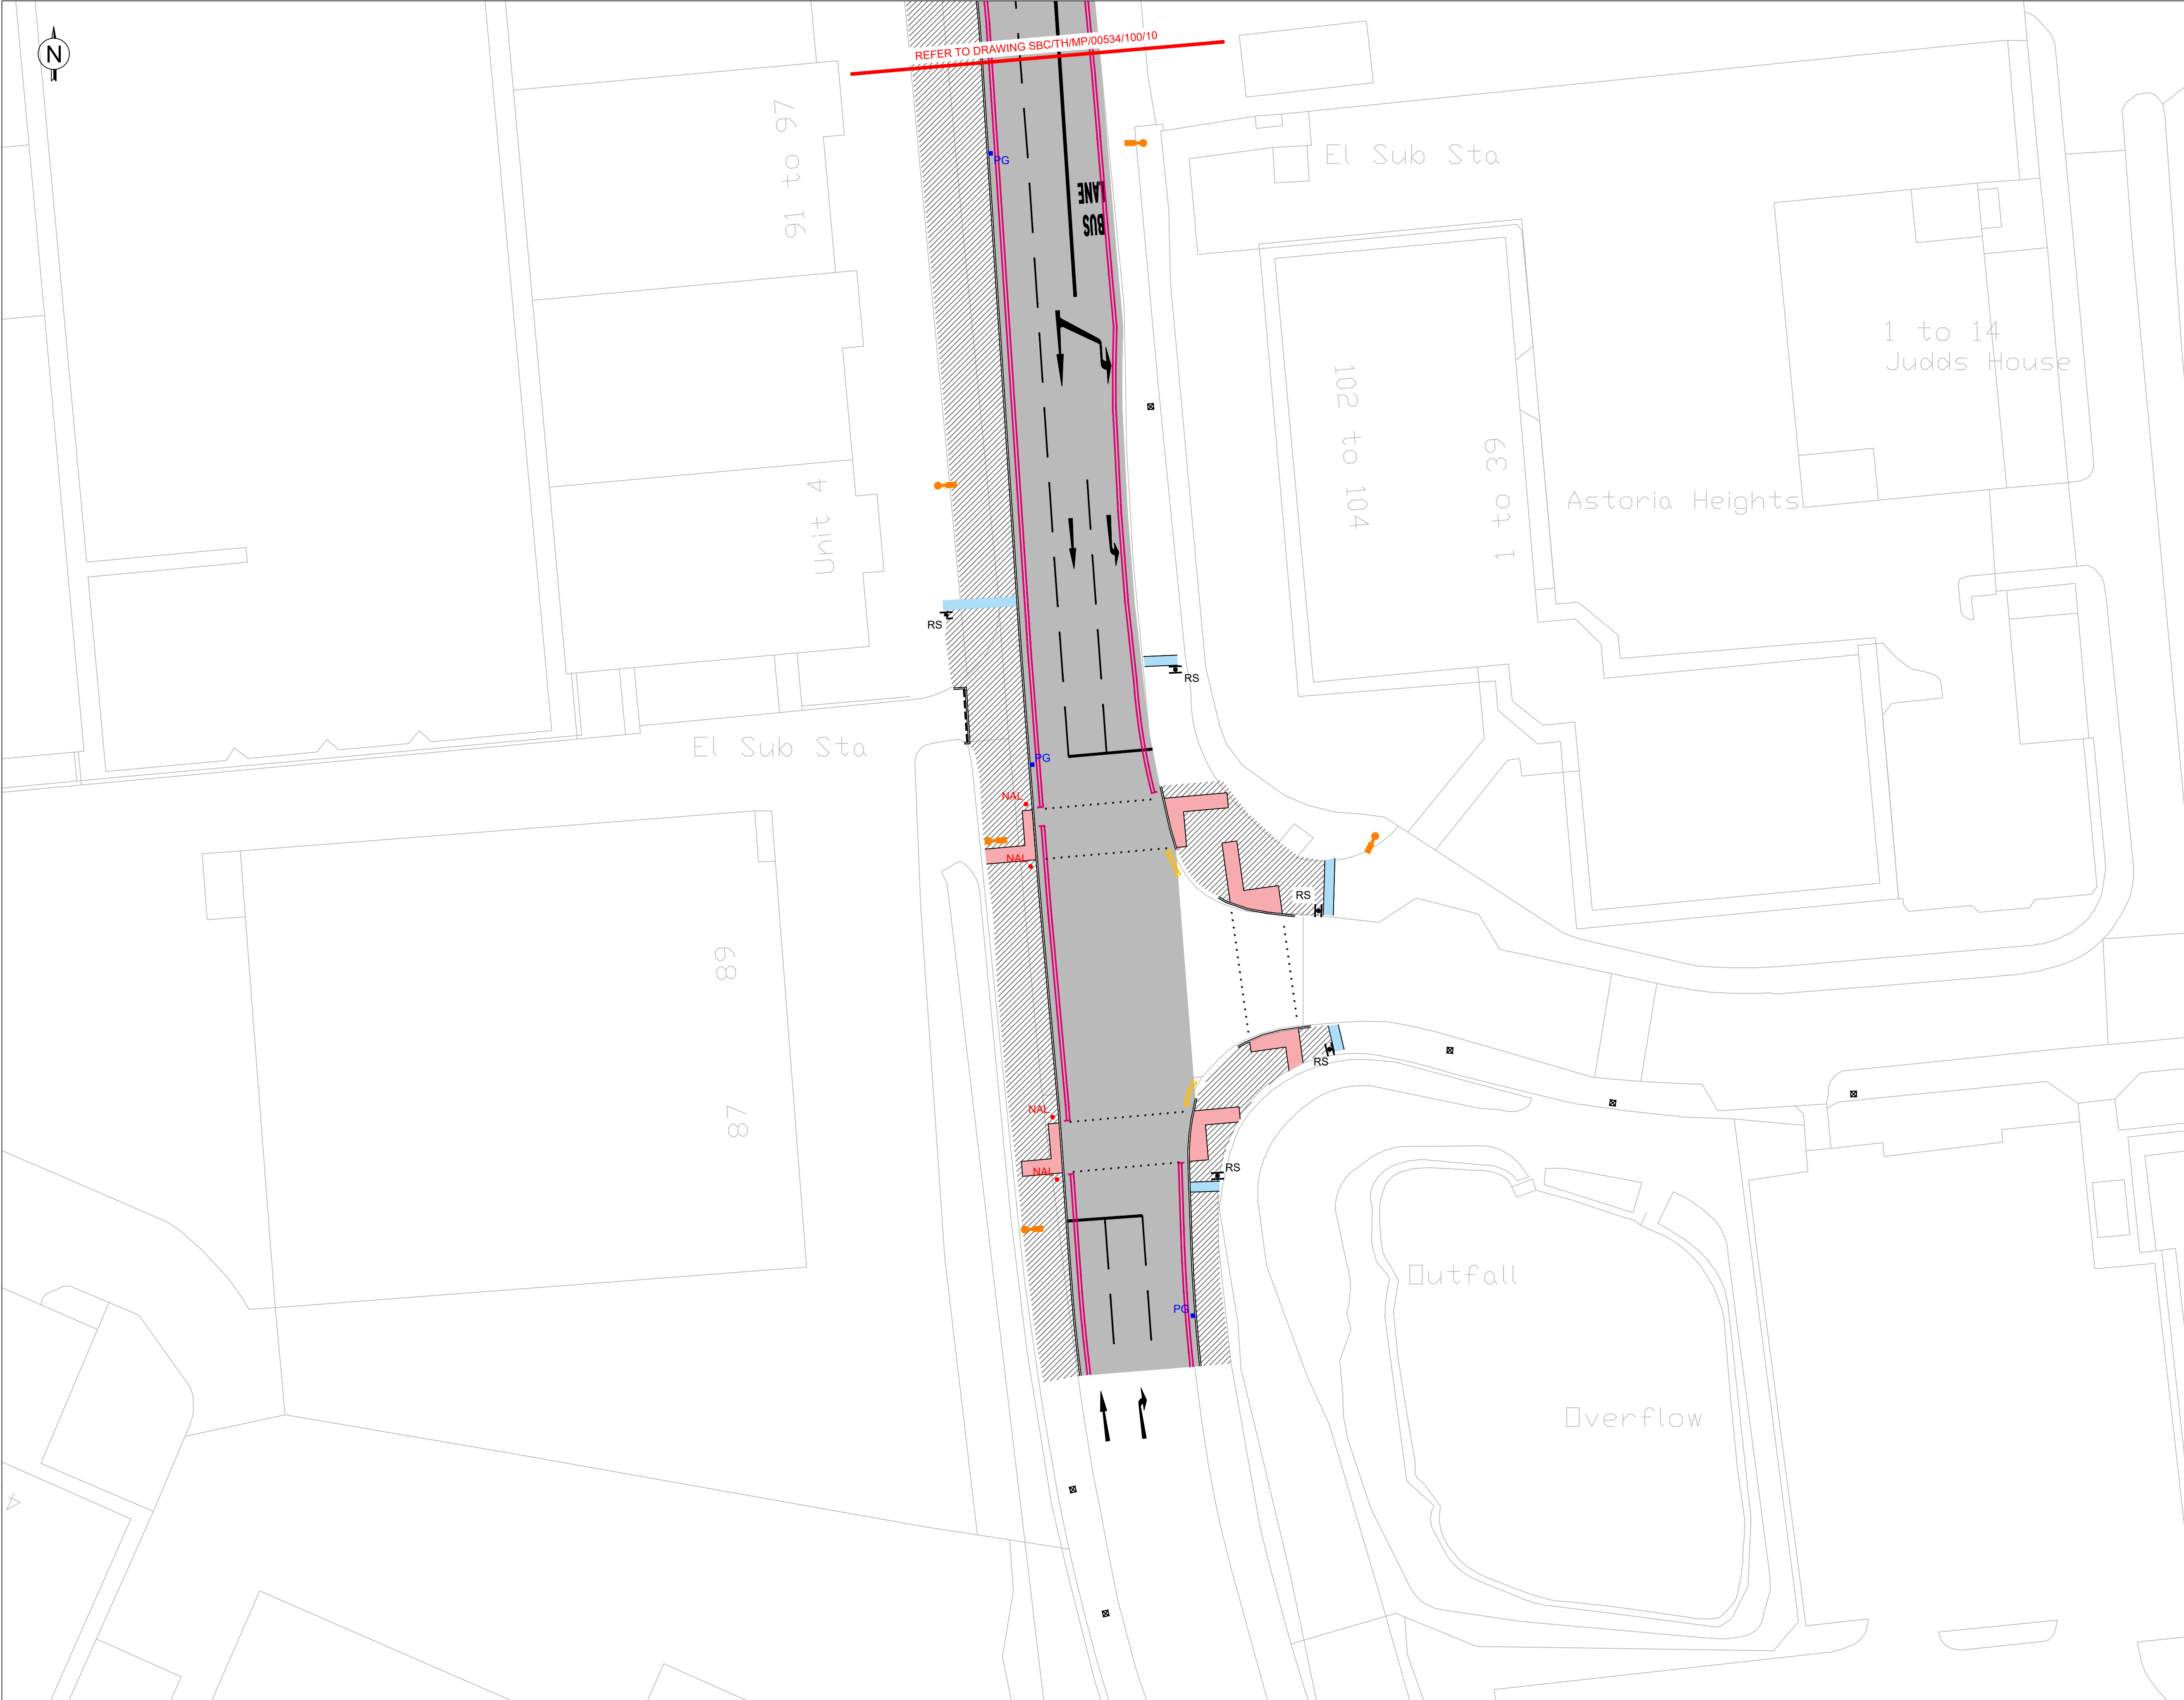 N
REFER TO DRAWING SBC/TH/MP/00534/100/10
91 to 97
PG
El Sub Sta
BUS
LANE
1 to 14
Judds House
102 to 104
1 to 39
Astoria Heights
Unit 4
RS
RS
El Sub Sta
PG
NAL
NAL
RS
89
87
RS
NAL
NAL
RS
Outfall
PG
Overflow
4